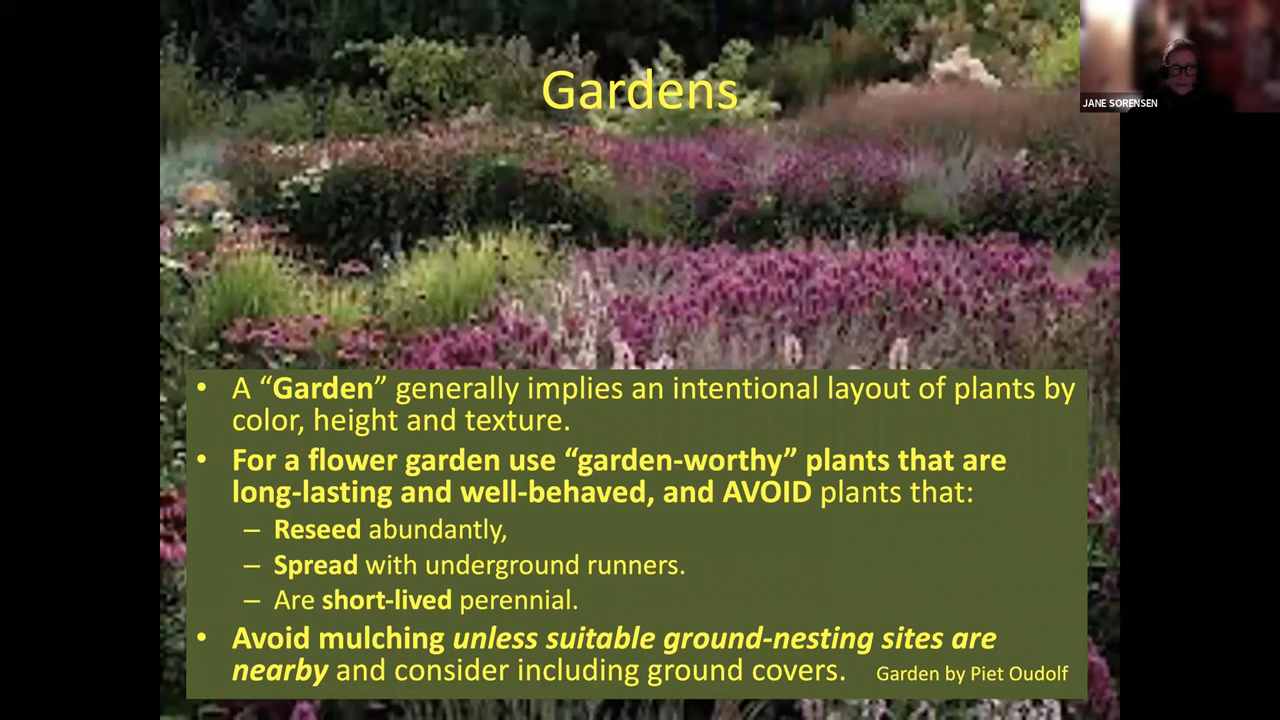 Gardens
JANE SORENSEN
• A “Garden” generally implies an intentional layout of plants by
color, height and texture.
• For a flower garden use “garden-worthy” plants that are
long-lasting and well-behaved, and AVOID plants that:
– Reseed abundantly,
– Spread with underground runners.
– Are short-lived perennial.
• Avoid mulching unless suitable ground-nesting sites are
nearby and consider including ground covers.
Garden by Piet Oudolf